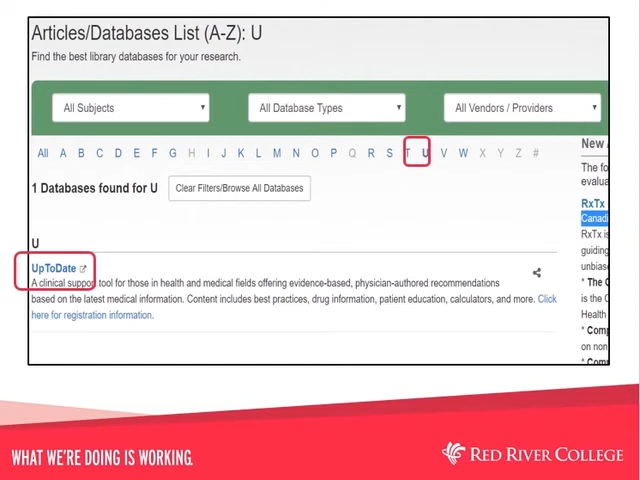 Articles/Databases List (A-Z): U
Find the best library databases for your research.
All Subjects
All Database Types
All Vendors / Providers
All A B C D E F G H I J K L M N O P Q R S T U V W X Y Z #
1 Databases found for U
Clear Filters/Browse All Databases
U
UpToDate
A clinical support tool for those in health and medical fields offering evidence-based, physician-authored recommendations
based on the latest medical information. Content includes best practices, drug information, patient education, calculators, and more. Click
here for registration information.
New
The fo
evalua
RxTx
Canadi
RxTx is
guiding
unbias
* The C
is the C
Health
* Comp
on non
* Comp
WHAT WE'RE DOING IS WORKING.
RED RIVER COLLEGE